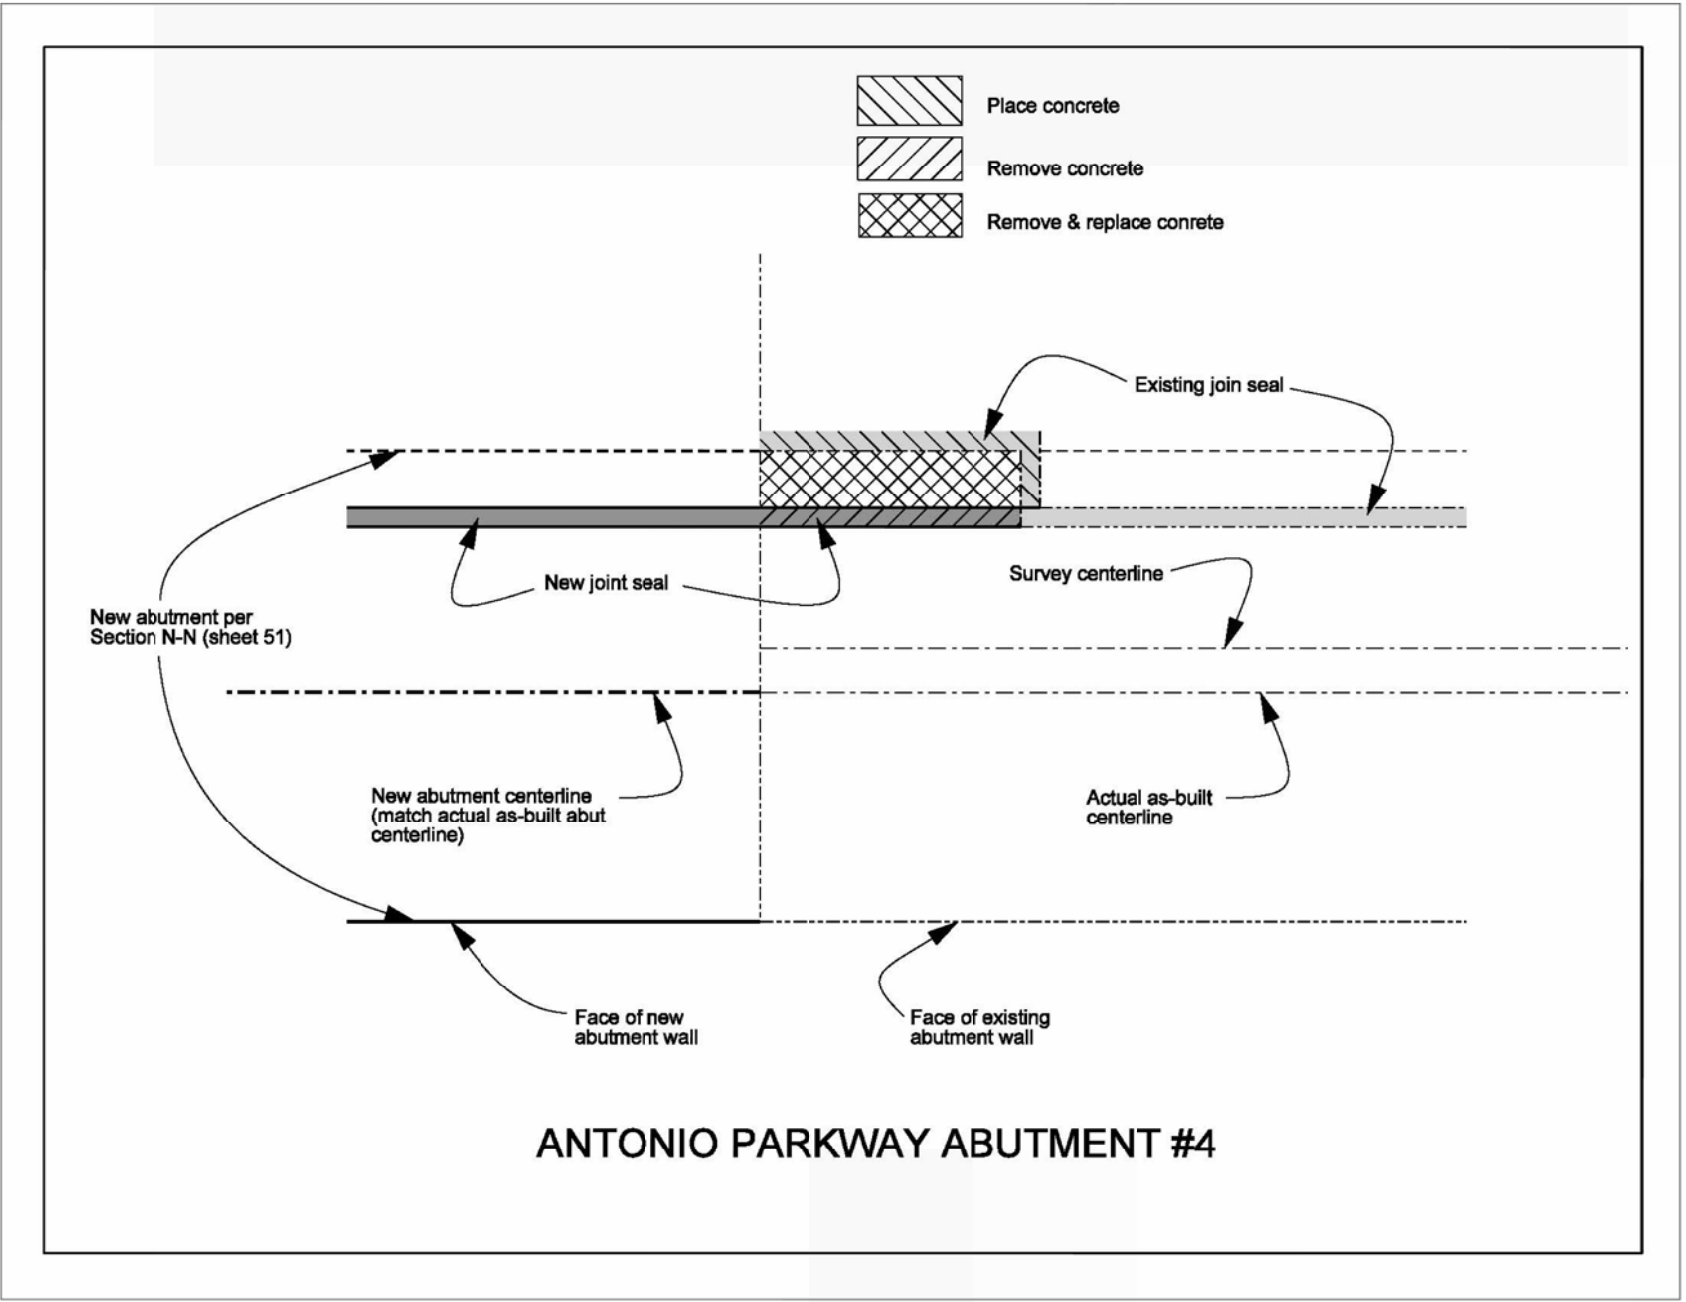 Place concrete
Remove concrete
Remove & replace conrete
Existing join seal
New joint seal
Survey centerline
New abutment per
Section N-N (sheet 51)
New abutment centerline
(match actual as-built abut
centerline)
Actual as-built
centerline
Face of new
abutment wall
Face of existing
abutment wall
ANTONIO PARKWAY ABUTMENT #4